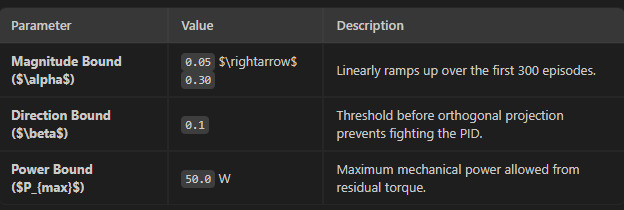 Parameter Value Description
Magnitude Bound
($\alpha$)
0.05 $\rightarrow$
0.30
Linearly ramps up over the first 300 episodes.
Direction Bound
($\beta$)
0.1
Threshold before orthogonal projection
prevents fighting the PID.
Power Bound
($P_{max}$)
50.0 W
Maximum mechanical power allowed from
residual torque.